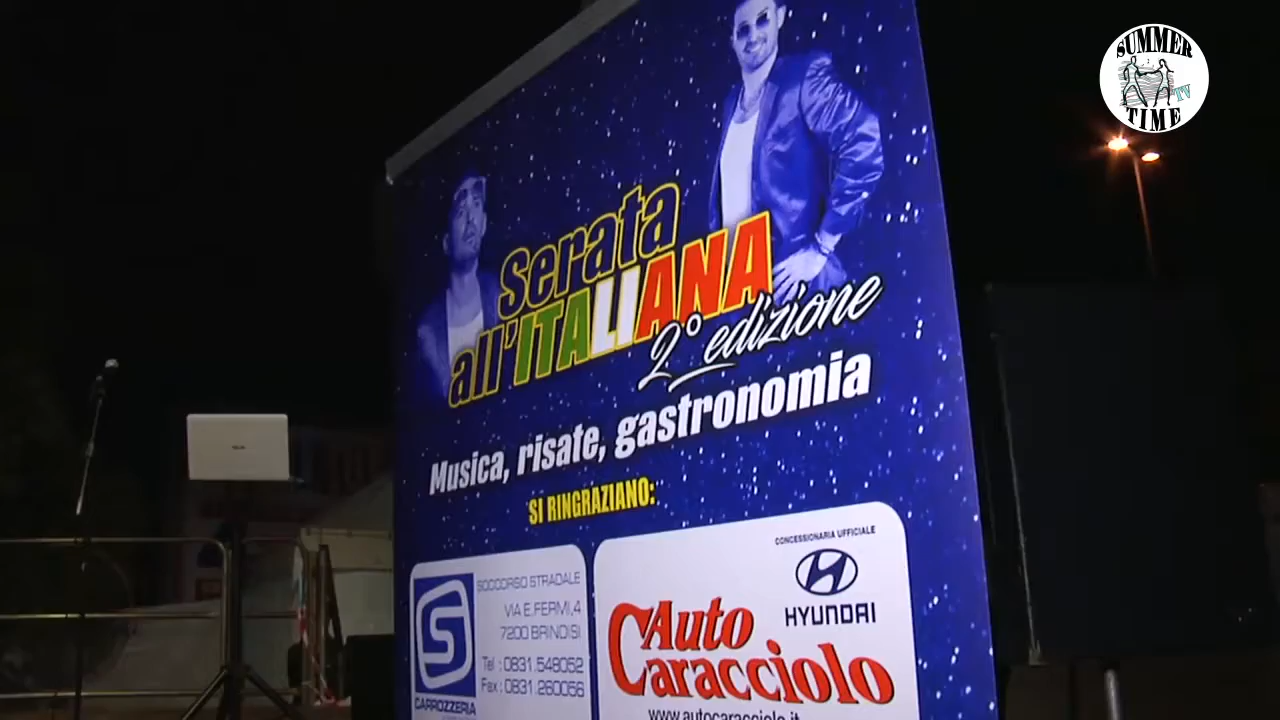 SUMMER
TV
TIME
serata
all'ITALIANA
2° edizione
Musica, risate, gastronomia
SI RINGRAZIANO:
SOCCORSO STRADALE
VIA E.FERMI,4
7200 BRINDISI
Tel : 0831.548052
Fax : 0831.260056
CARROZZERIA
CONCESSIONARIA UFFICIALE
HYUNDAI
Auto
Caracciolo
www.autocaracciolo.it